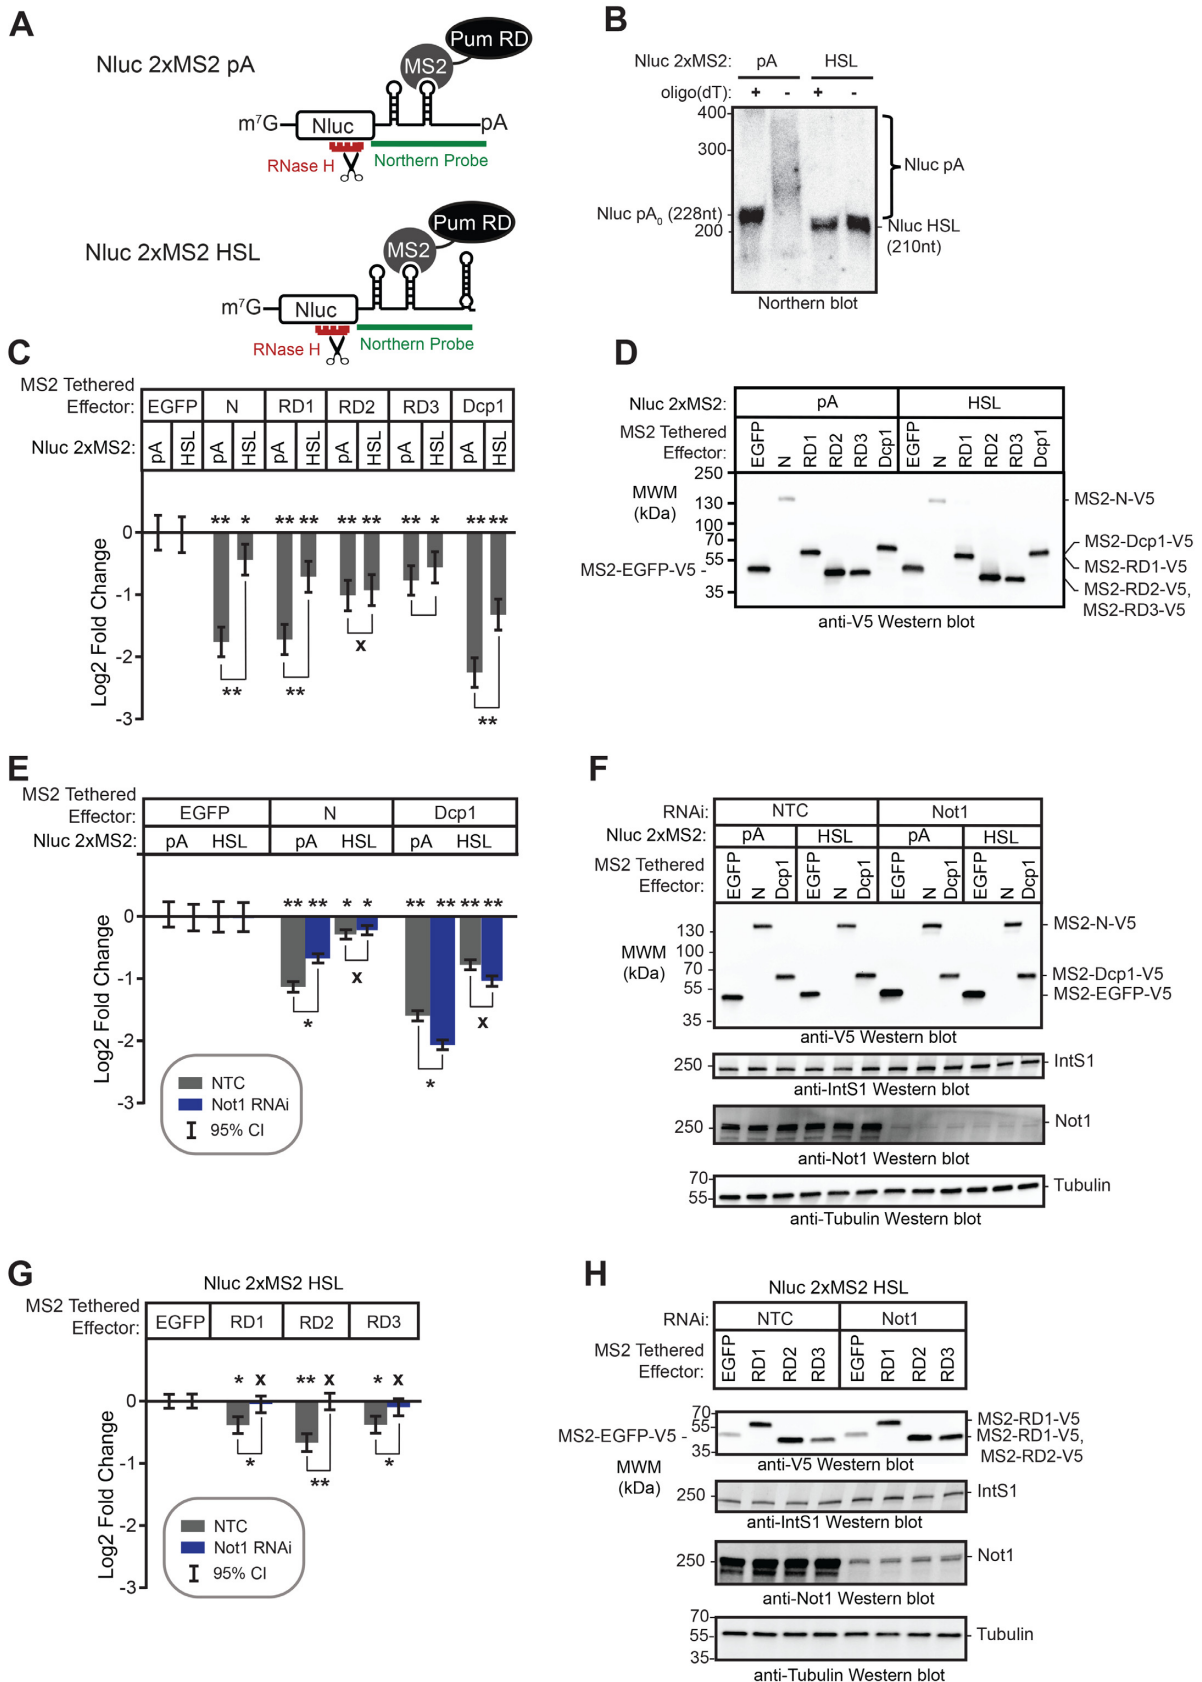 A
Nluc 2xMS2 pA
Pum RD
MS2
m⁷G
Nluc
pA
RNase H
Northern Probe
Nluc 2xMS2 HSL
Pum RD
MS2
m⁷G
Nluc
RNase H
Northern Probe
B
Nluc 2xMS2: pA HSL
oligo(dT): + - + -
400
300
Nluc pA₀ (228nt)
200
Nluc pA
Nluc HSL
(210nt)
Northern blot
C
MS2 Tethered
Effector: EGFP N RD1 RD2 RD3 Dcp1
Nluc 2xMS2: pA HSL pA HSL pA HSL pA HSL pA HSL pA HSL
** * ** ** ** ** ** * ** **
0
-1
-2
-3
Log2 Fold Change
** ** x **
D
Nluc 2xMS2: pA HSL
MS2 Tethered
Effector: EGFP N RD1 RD2 RD3 Dcp1 EGFP N RD1 RD2 RD3 Dcp1
MWM
(kDa)
250
130
100
70
55
35
MS2-EGFP-V5 -
MS2-N-V5
MS2-Dcp1-V5
MS2-RD1-V5
MS2-RD2-V5,
MS2-RD3-V5
anti-V5 Western blot
E
MS2 Tethered
Effector: EGFP N Dcp1
Nluc 2xMS2: pA HSL pA HSL pA HSL
** ** * * ** ** ** **
0
-1
-2
-3
Log2 Fold Change
* x * x
NTC
Not1 RNAi
95% CI
F
RNAi: NTC Not1
Nluc 2xMS2: pA HSL pA HSL
MS2 Tethered
Effector: EGFP N Dcp1 EGFP N Dcp1 EGFP N Dcp1 EGFP N Dcp1
MWM
(kDa)
130
100
70
55
35
MS2-N-V5
MS2-Dcp1-V5
MS2-EGFP-V5
anti-V5 Western blot
250
IntS1
anti-IntS1 Western blot
250
Not1
anti-Not1 Western blot
70
55
Tubulin
anti-Tubulin Western blot
G
Nluc 2xMS2 HSL
MS2 Tethered
Effector: EGFP RD1 RD2 RD3
* x ** x * x
0
-1
-2
-3
Log2 Fold Change
* ** *
NTC
Not1 RNAi
95% CI
H
Nluc 2xMS2 HSL
RNAi: NTC Not1
MS2 Tethered
Effector: EGFP RD1 RD2 RD3 EGFP RD1 RD2 RD3
MS2-EGFP-V5 -
MWM
(kDa)
70
55
35
MS2-RD1-V5
MS2-RD1-V5,
MS2-RD2-V5
anti-V5 Western blot
250
IntS1
anti-IntS1 Western blot
250
Not1
anti-Not1 Western blot
70
55
35
Tubulin
anti-Tubulin Western blot